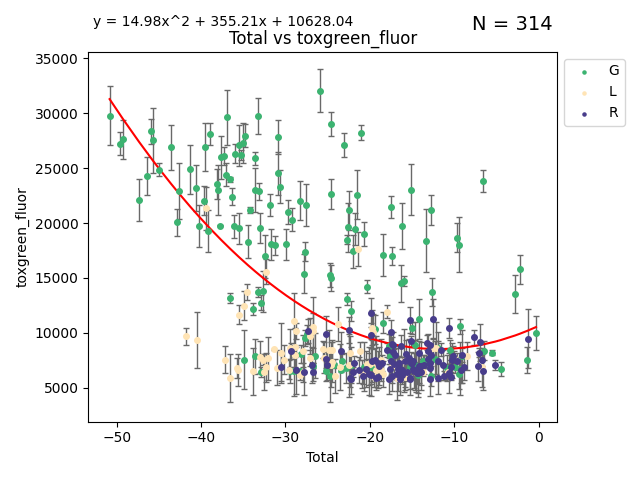 y = 14.98x^2 + 355.21x + 10628.04
N = 314
Total vs toxgreen_fluor
35000
30000
25000
20000
15000
10000
5000
toxgreen_fluor
−50
−40
−30
−20
−10
0
Total
G
L
R